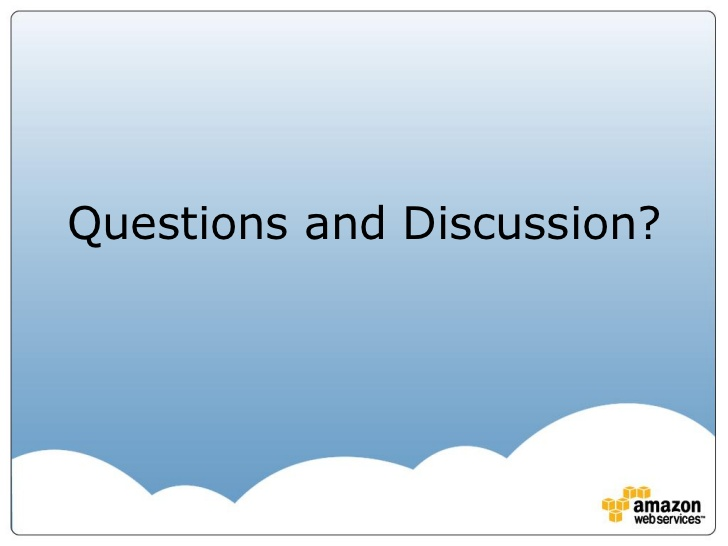 Questions and Discussion?
amazon
webservices™